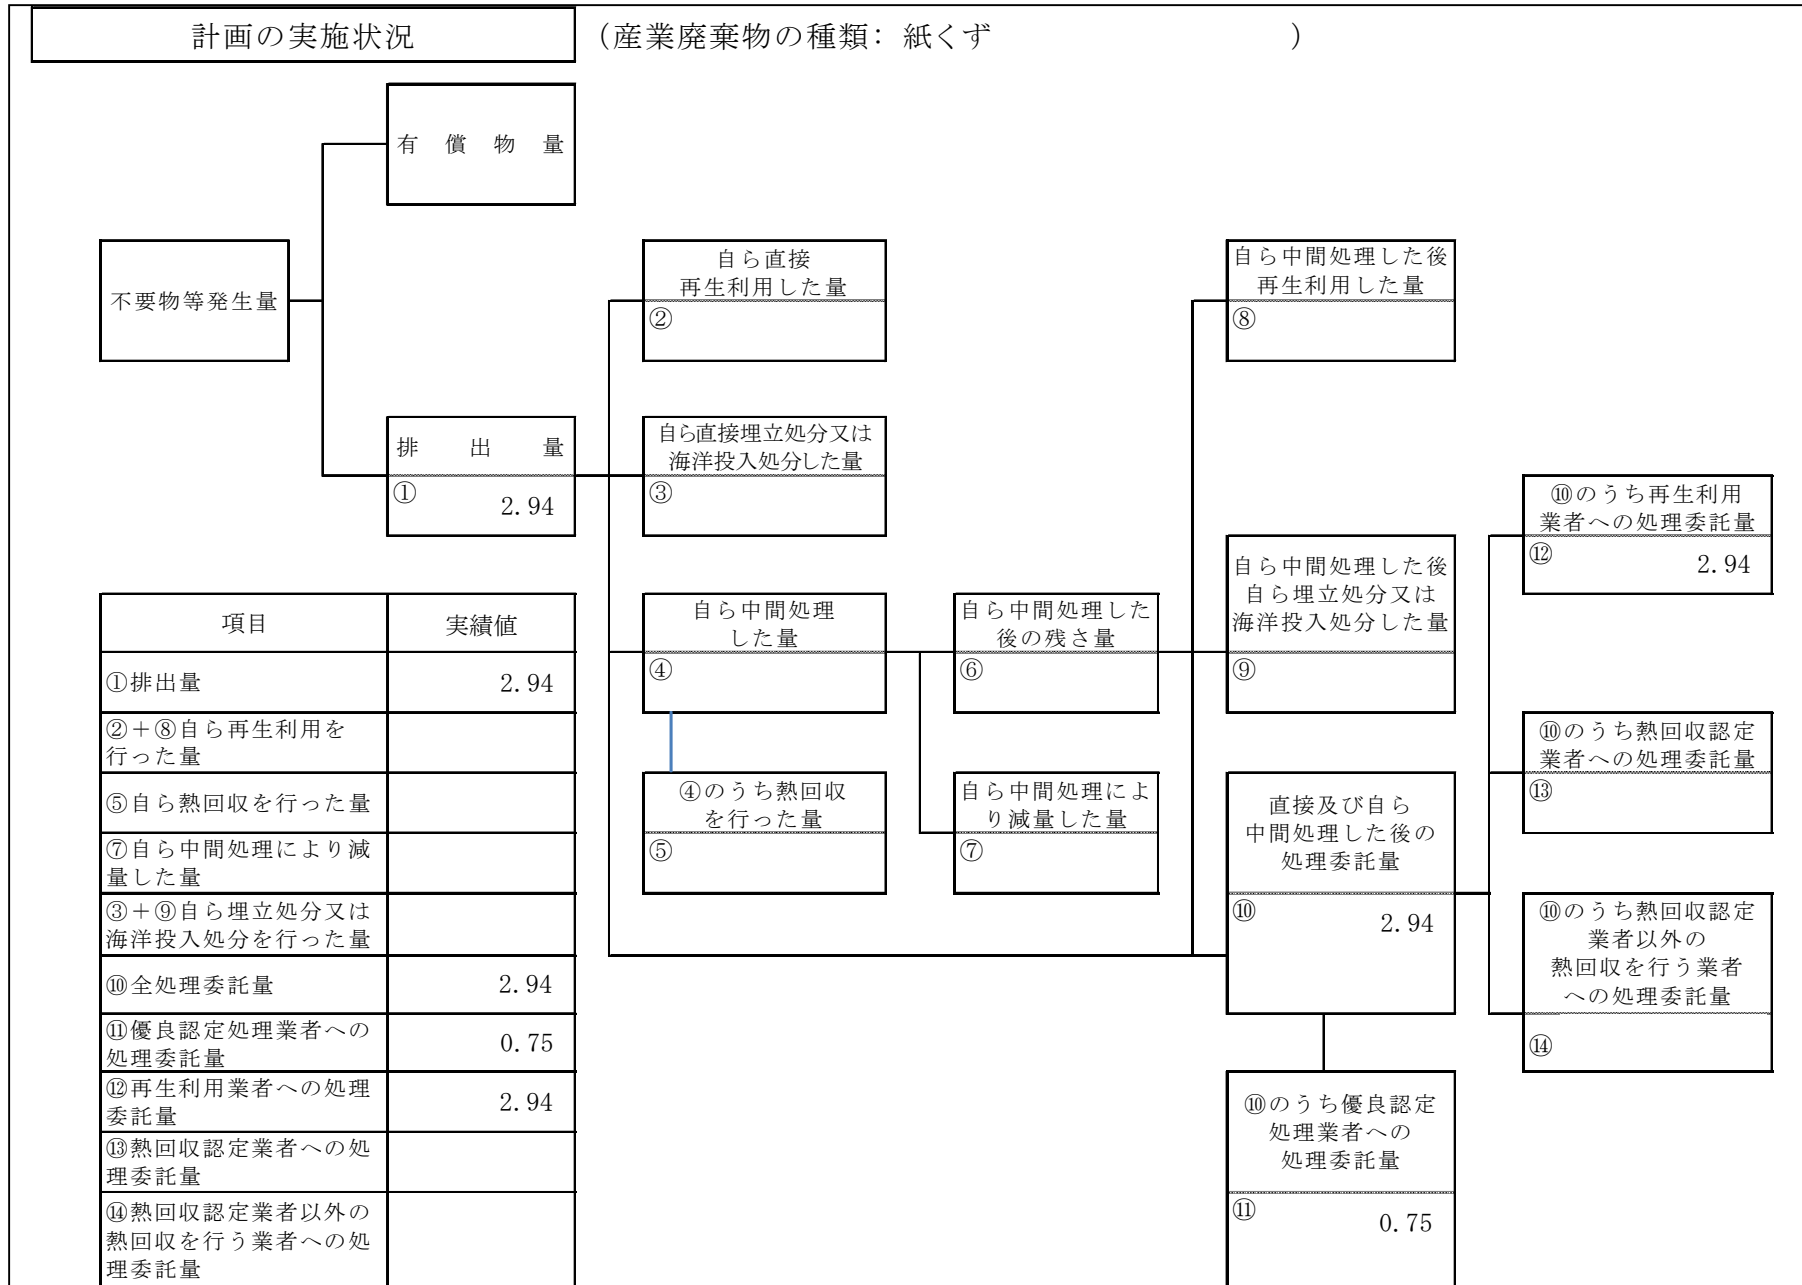 計画の実施状況
（産業廃棄物の種類：紙くず　　　　　　　　　　　　）
有　償　物　量
不要物等発生量
自ら直接
再生利用した量
②
自ら中間処理した後
再生利用した量
⑧
排　出　量
① 2.94
自ら直接埋立処分又は
海洋投入処分した量
③
⑩のうち再生利用
業者への処理委託量
⑫ 2.94
自ら中間処理した後
自ら埋立処分又は
海洋投入処分した量
⑨
自ら中間処理
した量
④
自ら中間処理した
後の残さ量
⑥
⑩のうち熱回収認定
業者への処理委託量
⑬
④のうち熱回収
を行った量
⑤
自ら中間処理によ
り減量した量
⑦
直接及び自ら
中間処理した後の
処理委託量
⑩ 2.94
⑩のうち熱回収認定
業者以外の
熱回収を行う業者
への処理委託量
⑭
⑩のうち優良認定
処理業者への
処理委託量
⑪ 0.75
項目 実績値
①排出量 2.94
②＋⑧自ら再生利用を
行った量
⑤自ら熱回収を行った量
⑦自ら中間処理により減
量した量
③＋⑨自ら埋立処分又は
海洋投入処分を行った量
⑩全処理委託量 2.94
⑪優良認定処理業者への
処理委託量 0.75
⑫再生利用業者への処理
委託量 2.94
⑬熱回収認定業者への処
理委託量
⑭熱回収認定業者以外の
熱回収を行う業者への処
理委託量